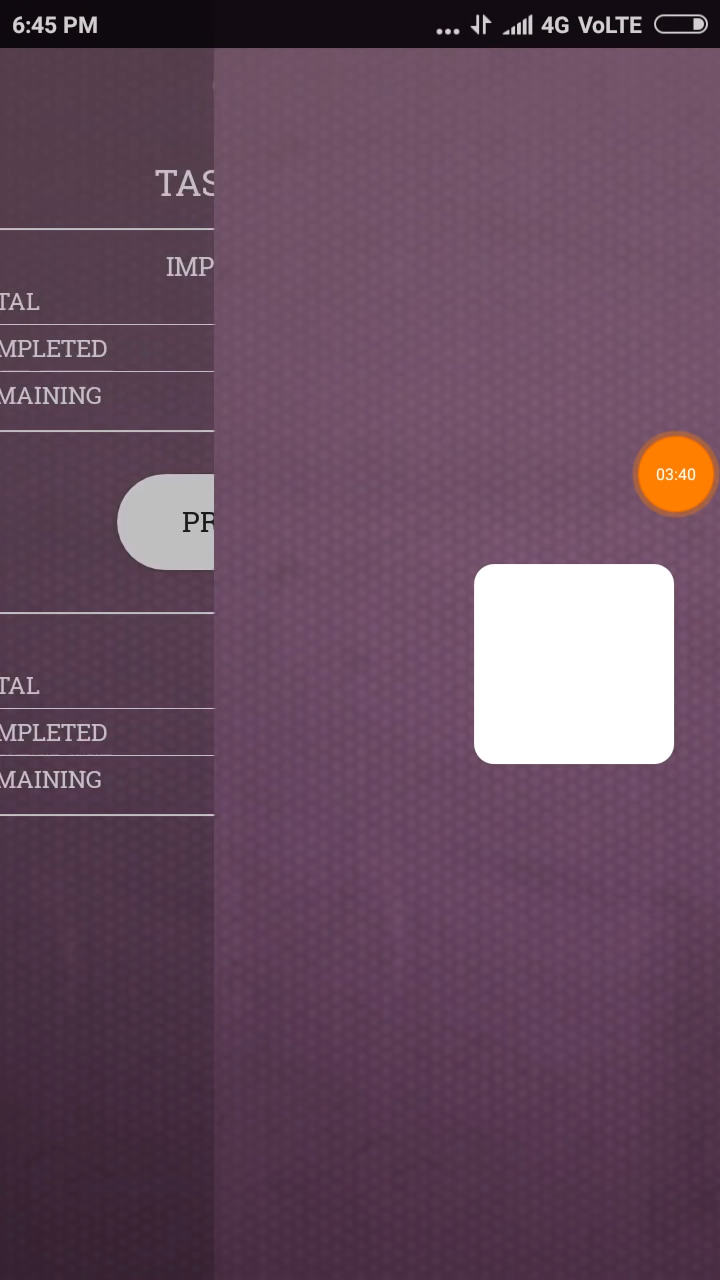 6:45 PM
4G VoLTE
TAS
IMP
TAL
MPLETED
MAINING
03:40
PR
TAL
MPLETED
MAINING